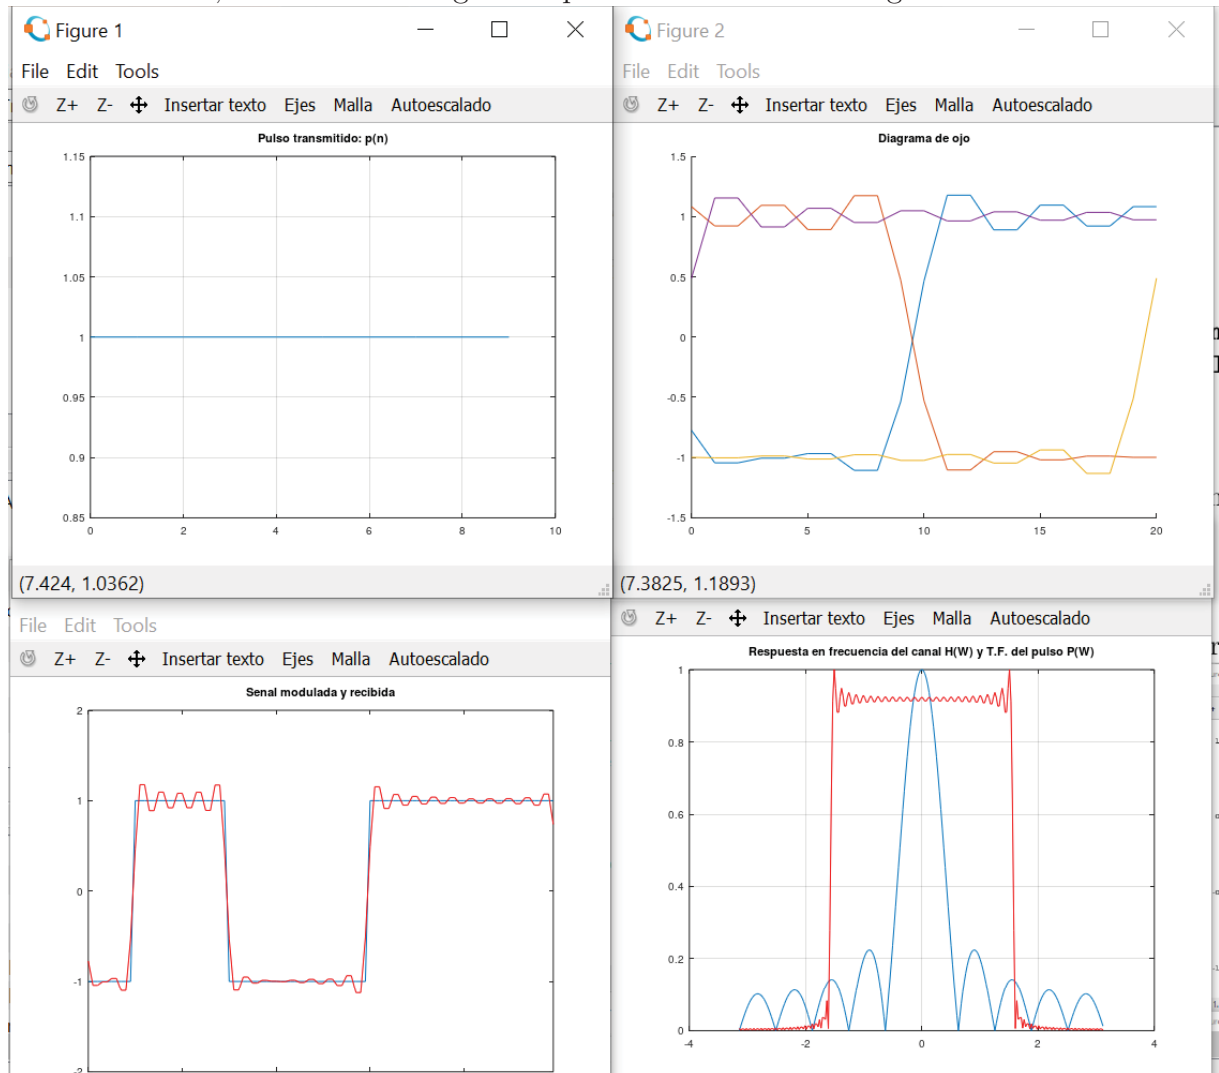 Figure 1
File Edit Tools
Z+ Z- Insertar texto Ejes Malla Autoescalado
Pulso transmitido: p(n)
1.15
1.1
1.05
1
0.95
0.9
0.85
0 2 4 6 8 10
(7.424, 1.0362)
Figure 2
File Edit Tools
Z+ Z- Insertar texto Ejes Malla Autoescalado
Diagrama de ojo
1.5
1
0.5
0
-0.5
-1
-1.5
0 5 10 15 20
(7.3825, 1.1893)
File Edit Tools
Z+ Z- Insertar texto Ejes Malla Autoescalado
Senal modulada y recibida
2
1
0
-1
-2
Z+ Z- Insertar texto Ejes Malla Autoescalado
Respuesta en frecuencia del canal H(W) y T.F. del pulso P(W)
1
0.8
0.6
0.4
0.2
0
-4 -2 0 2 4